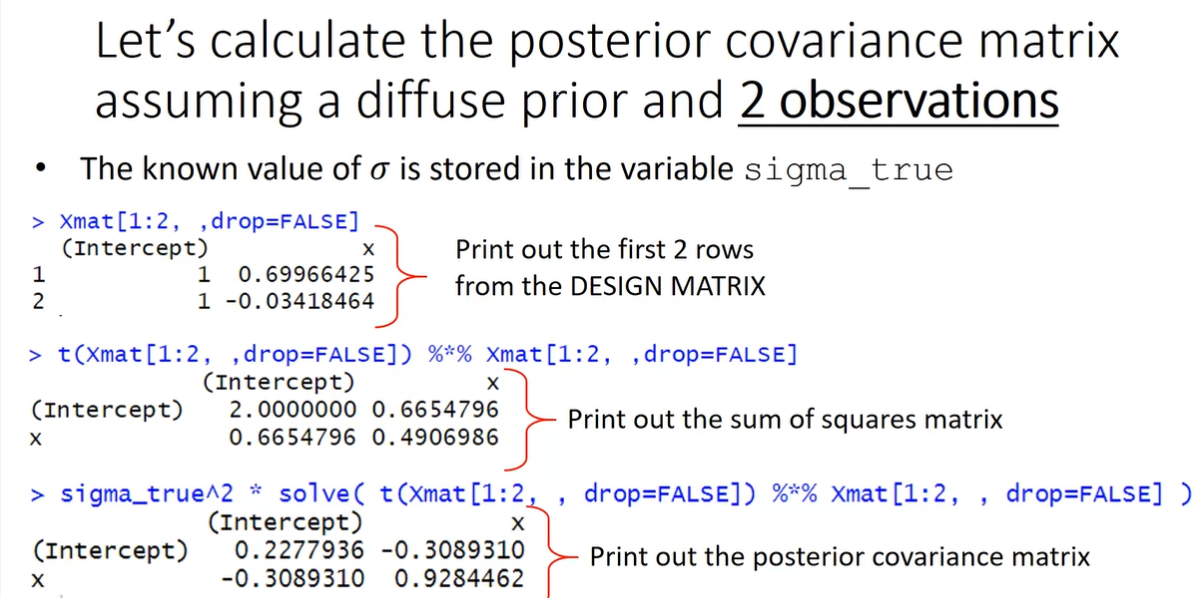 Let's calculate the posterior covariance matrix
assuming a diffuse prior and 2 observations
• The known value of σ is stored in the variable sigma_true
> Xmat[1:2, ,drop=FALSE]
(Intercept) x
1 1 0.69966425
2 1 -0.03418464
Print out the first 2 rows
from the DESIGN MATRIX
> t(Xmat[1:2, ,drop=FALSE]) %*% Xmat[1:2, ,drop=FALSE]
(Intercept) x
(Intercept) 2.0000000 0.6654796
x 0.6654796 0.4906986
Print out the sum of squares matrix
> sigma_true^2 * solve( t(Xmat[1:2, , drop=FALSE]) %*% Xmat[1:2, , drop=FALSE] )
(Intercept) x
(Intercept) 0.2277936 -0.3089310
x -0.3089310 0.9284462
Print out the posterior covariance matrix